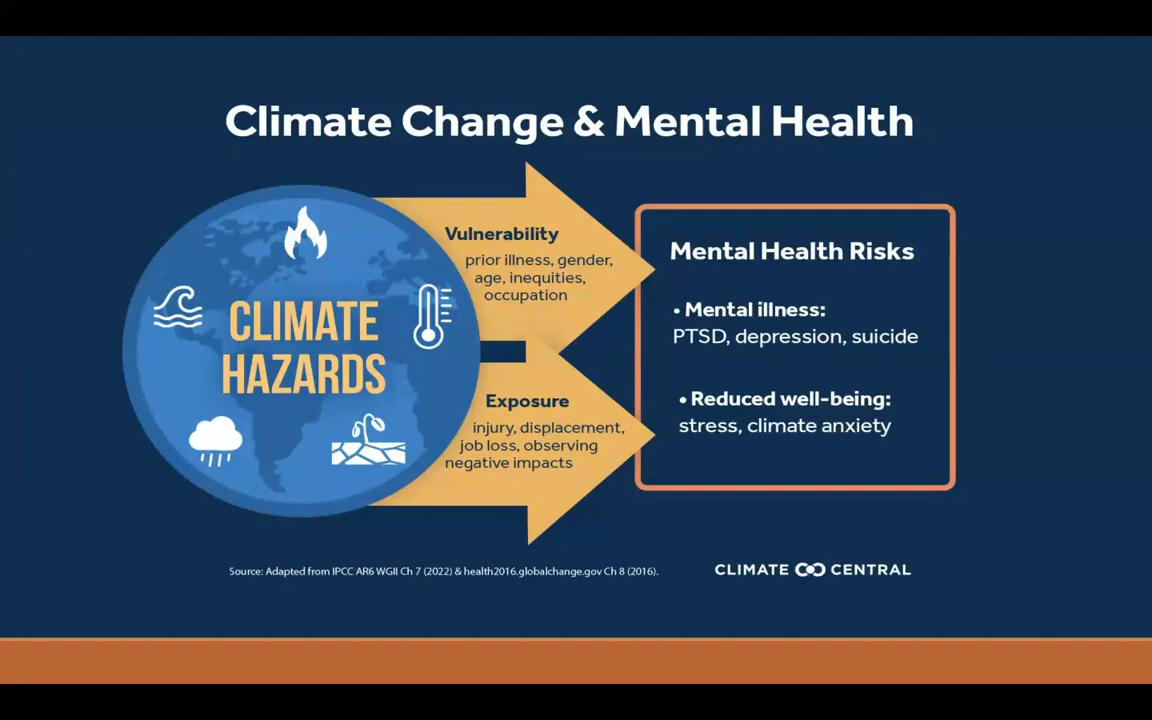 Climate Change & Mental Health
CLIMATE
HAZARDS
Vulnerability
prior illness, gender,
age, inequities,
occupation
Exposure
injury, displacement,
job loss, observing
negative impacts
Mental Health Risks
• Mental illness:
PTSD, depression, suicide
• Reduced well-being:
stress, climate anxiety
Source: Adapted from IPCC AR6 WGII Ch 7 (2022) & health2016.globalchange.gov Ch 8 (2016).
CLIMATE CENTRAL